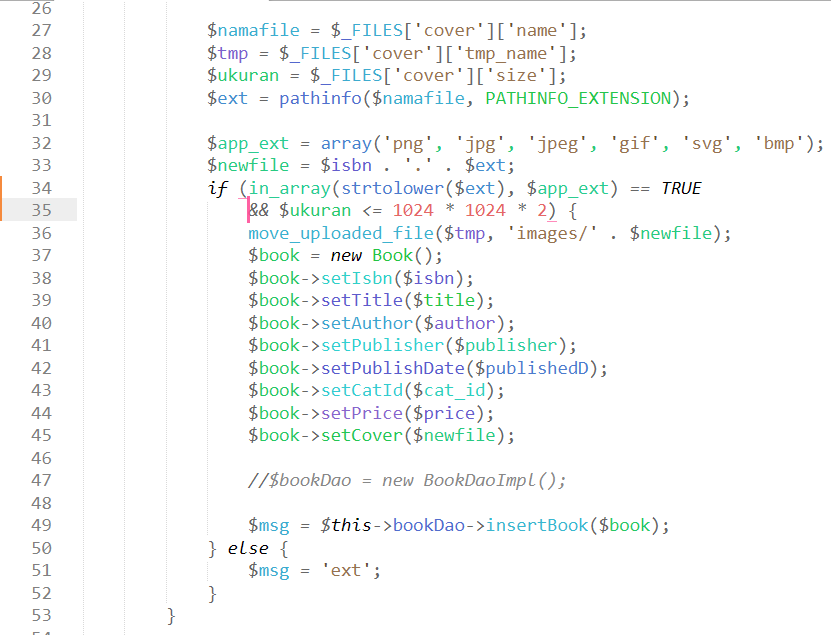 26
27 $namafile = $_FILES['cover']['name'];
28 $tmp = $_FILES['cover']['tmp_name'];
29 $ukuran = $_FILES['cover']['size'];
30 $ext = pathinfo($namafile, PATHINFO_EXTENSION);
31
32 $app_ext = array('png', 'jpg', 'jpeg', 'gif', 'svg', 'bmp');
33 $newfile = $isbn . '.' . $ext;
34 if (in_array(strtolower($ext), $app_ext) == TRUE
35 && $ukuran <= 1024 * 1024 * 2) {
36 move_uploaded_file($tmp, 'images/' . $newfile);
37 $book = new Book();
38 $book->setIsbn($isbn);
39 $book->setTitle($title);
40 $book->setAuthor($author);
41 $book->setPublisher($publisher);
42 $book->setPublishDate($publishedD);
43 $book->setCatId($cat_id);
44 $book->setPrice($price);
45 $book->setCover($newfile);
46
47 //$bookDao = new BookDaoImpl();
48
49 $msg = $this->bookDao->insertBook($book);
50 } else {
51 $msg = 'ext';
52 }
53 }